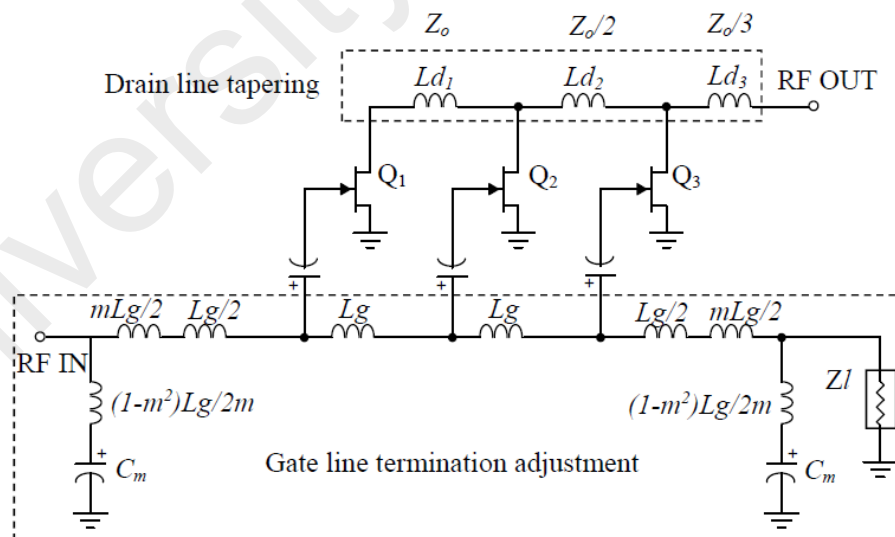 Zo Zo/2 Zo/3
Drain line tapering
Ld1 Ld2 Ld3 RF OUT
Q1 Q2 Q3
+ + +
mLg/2 Lg/2 Lg Lg Lg/2 mLg/2
RF IN
(1-m²)Lg/2m (1-m²)Lg/2m Zl
+ +
Cm Cm
Gate line termination adjustment